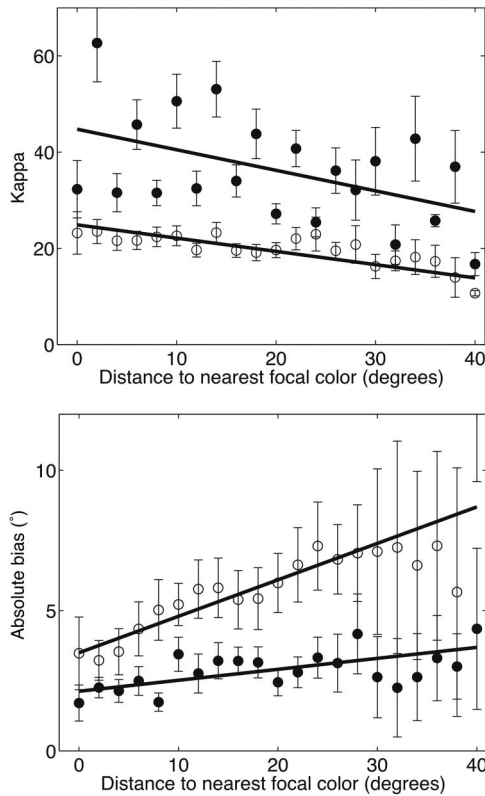 60
40
Kappa
20
0
0 10 20 30 40
Distance to nearest focal color (degrees)
10
Absolute bias (°)
5
0
0 10 20 30 40
Distance to nearest focal color (degrees)